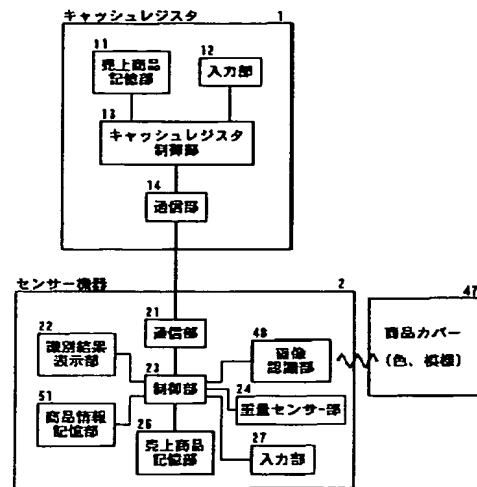 キャッシュレジスタ
1
11
売上商品
記憶部
12
入力部
13
キャッシュレジスタ
制御部
14
通信部
センサー機器
2
21
通信部
22
識別結果
表示部
23
制御部
48
画像
認識部
47
商品カバー
(色、模様)
24
重量センサー部
51
商品情報
記憶部
26
売上商品
記憶部
27
入力部